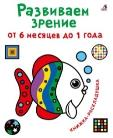 Развиваем
зрение
от 6 месяцев до 1 года
книжка-раскладушка